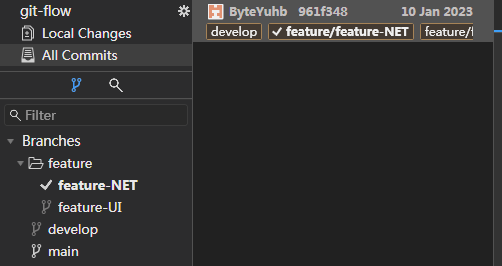 git-flow
Local Changes
All Commits
Filter
Branches
feature
feature-NET
feature-UI
develop
main
ByteYuhb 961f348 10 Jan 2023
develop feature/feature-NET feature/f